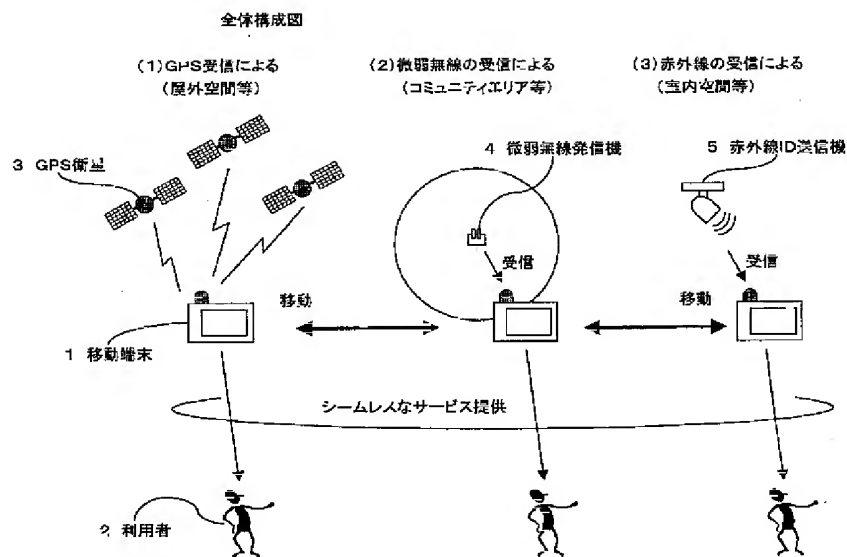 全体構成図
(1)GPS受信による
(屋外空間等)
(2)微弱無線の受信による
(コミュニティエリア等)
(3)赤外線の受信による
(室内空間等)
3 GPS衛星
4 微弱無線発信機
5 赤外線ID送信機
受信
受信
移動
移動
1 移動端末
シームレスなサービス提供
2 利用者